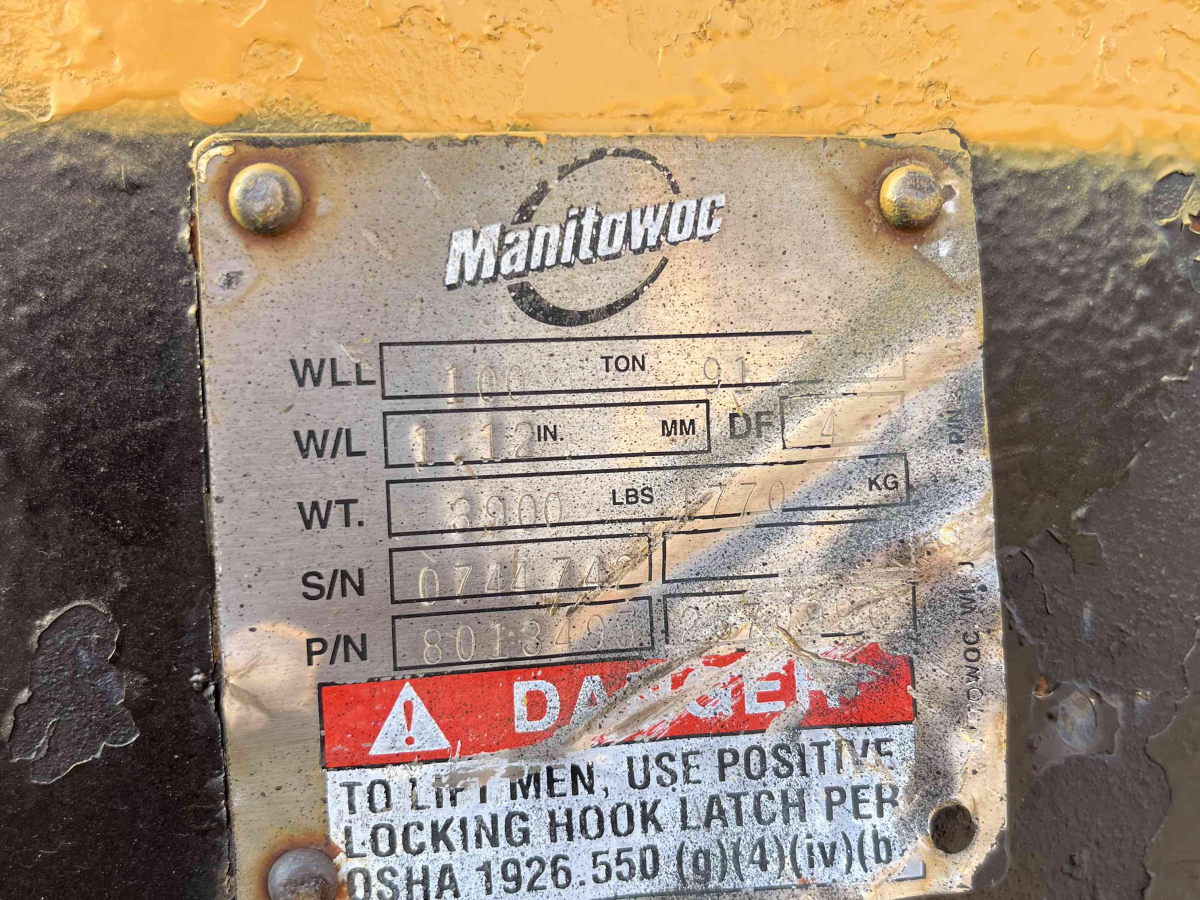 Manitowoc
WLL 100 TON 91
W/L 1.12 IN. MM DF 4
WT. 3900 LBS 1770 KG
S/N 0744742
P/N
P/N
DANGER
TO LIFT MEN, USE POSITIVE
LOCKING HOOK LATCH PER
OSHA 1926.550 (g)(4)(iv)(b